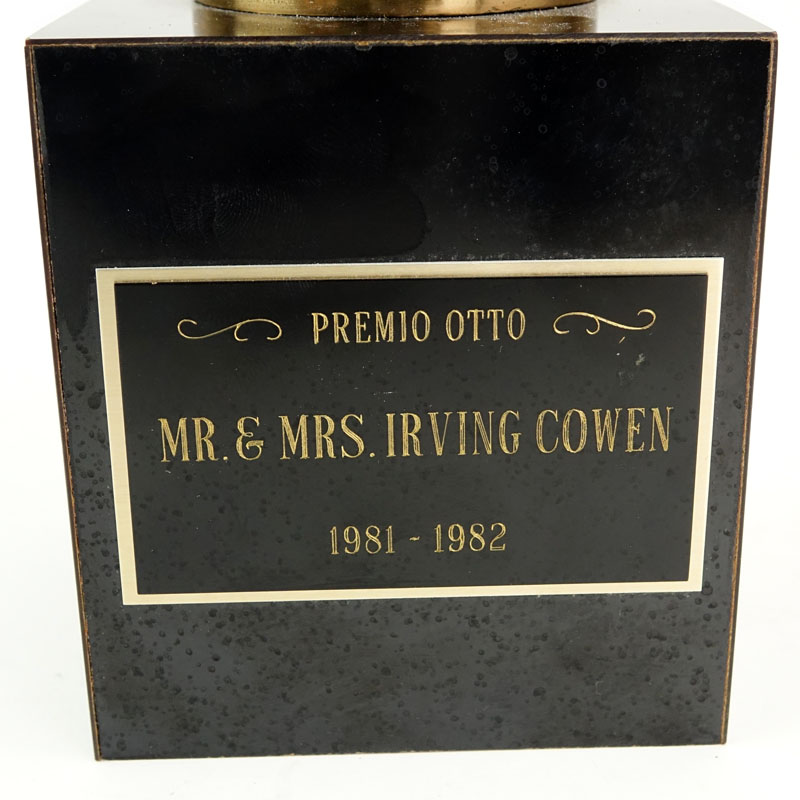 PREMIO OTTO
MR. & MRS. IRVING COWEN
1981 - 1982